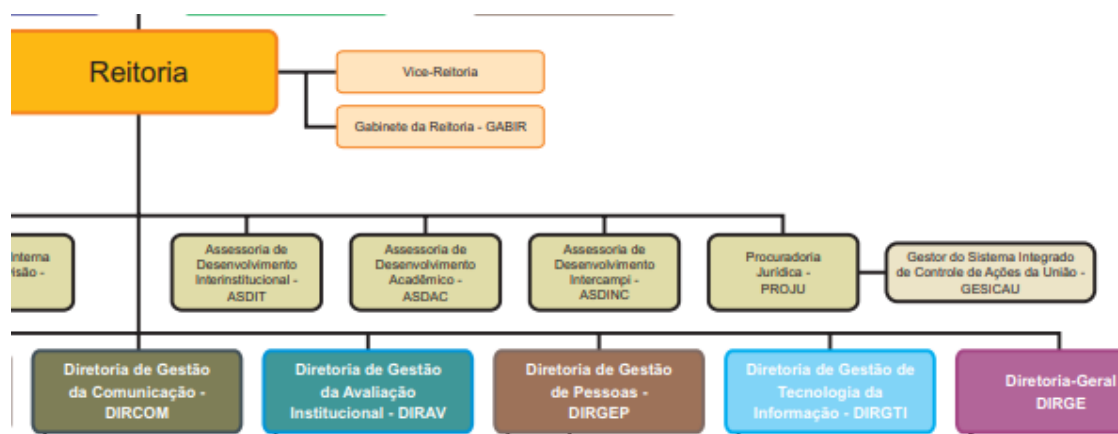 Reitoria
Vice-Reitoria
Gabinete da Reitoria - GABIR
Interna
isão -
Assessoria de
Desenvolvimento
Interinstitucional -
ASDIT
Assessoria de
Desenvolvimento
Acadêmico -
ASDAC
Assessoria de
Desenvolvimento
Intercampi -
ASDINC
Procuradoria
Jurídica -
PROJU
Gestor do Sistema Integrado
de Controle de Ações da União -
GESICAU
Diretoria de Gestão
da Comunicação -
DIRCOM
Diretoria de Gestão
da Avaliação
Institucional - DIRAV
Diretoria de Gestão
de Pessoas -
DIRGEP
Diretoria de Gestão de
Tecnologia da
Informação - DIRGTI
Diretoria-Geral
DIRGE